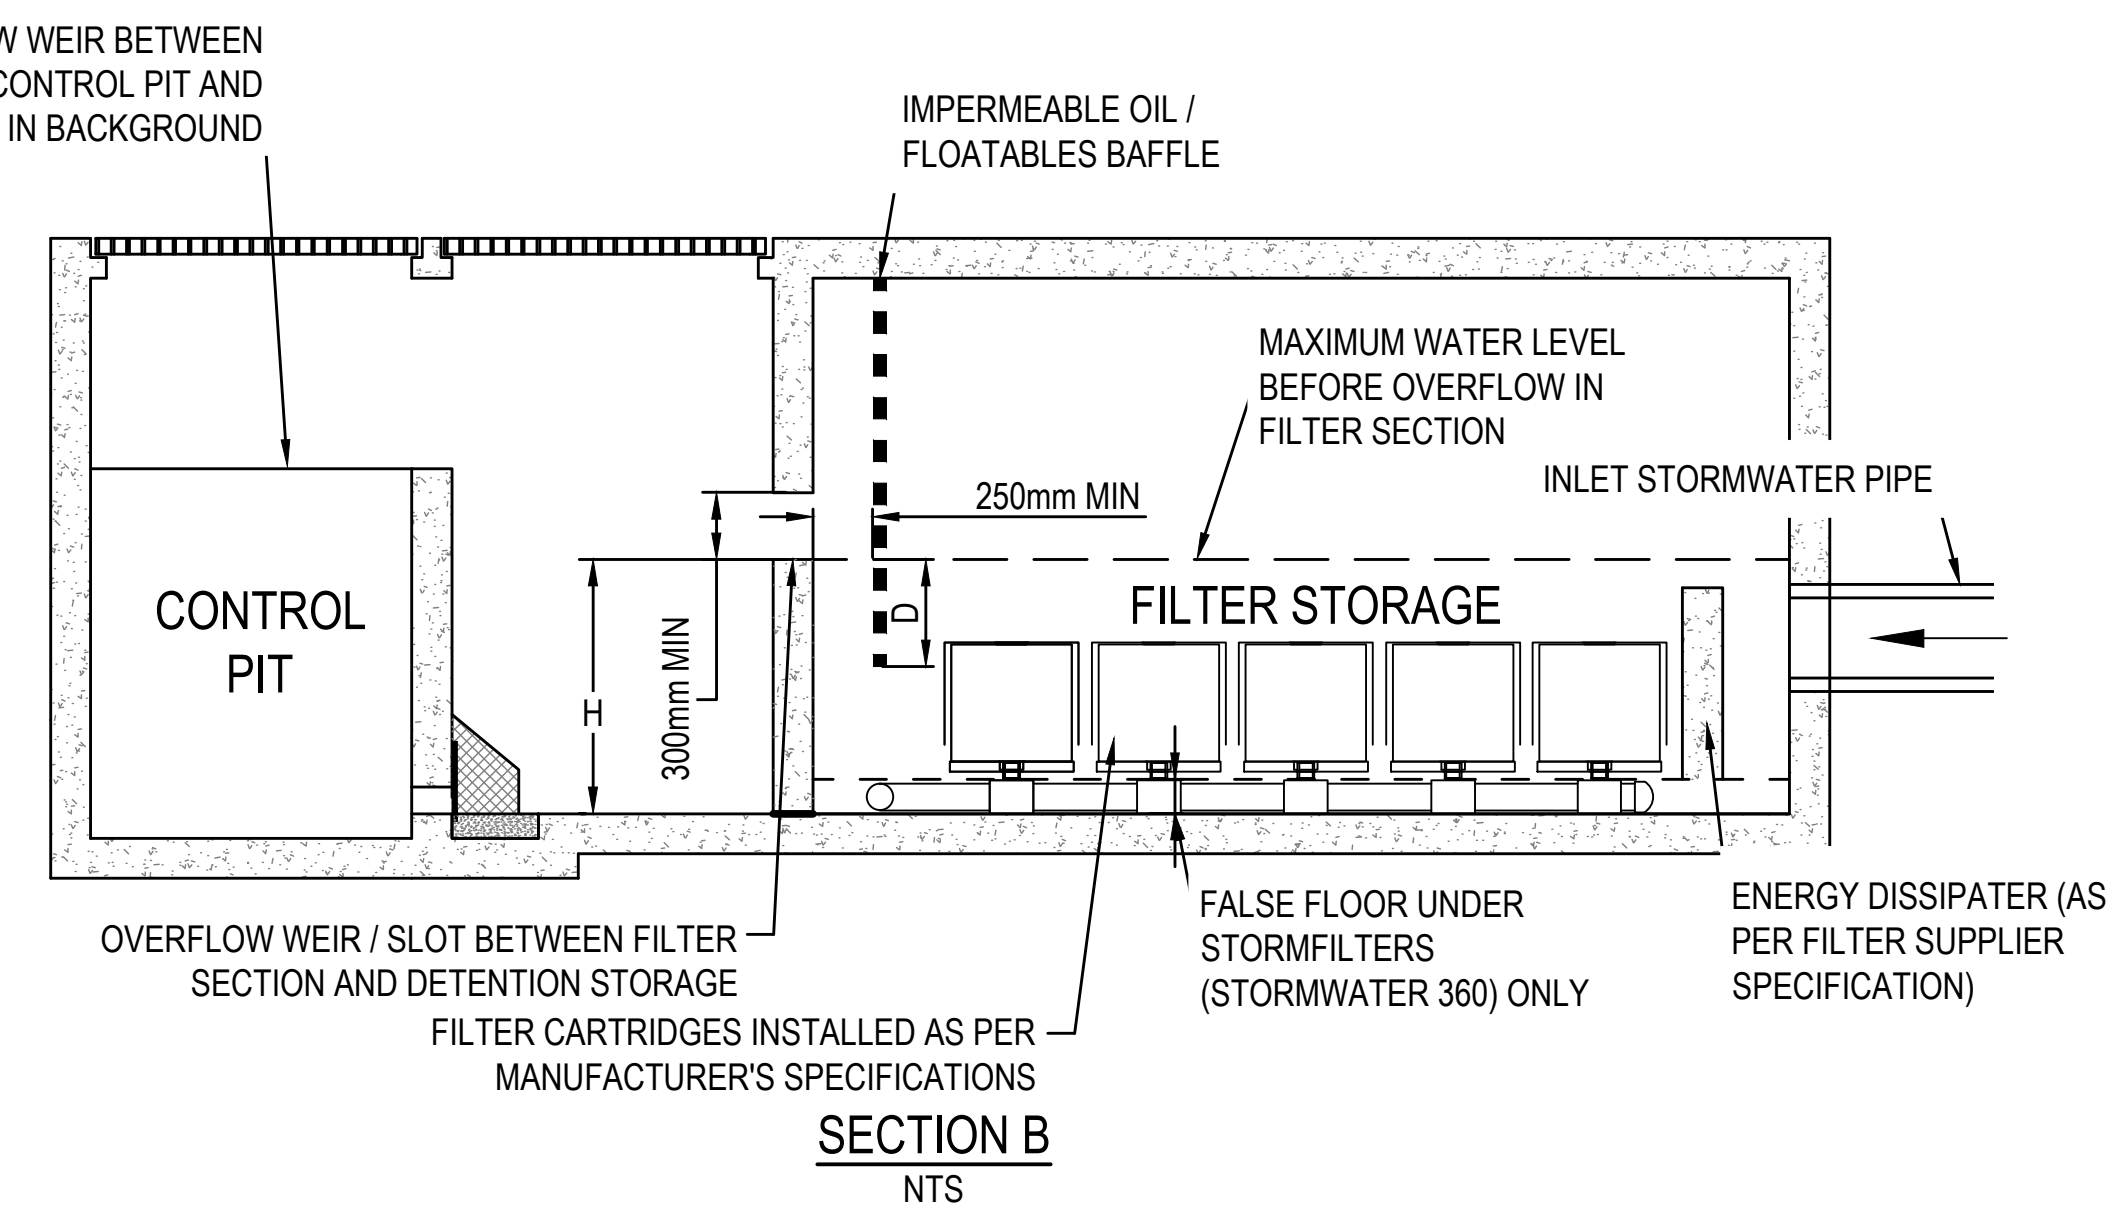 WEIR BETWEEN
CONTROL PIT AND
IN BACKGROUND
IMPERMEABLE OIL /
FLOATABLES BAFFLE
MAXIMUM WATER LEVEL
BEFORE OVERFLOW IN
FILTER SECTION
INLET STORMWATER PIPE
250mm MIN
300mm MIN
H
D
CONTROL
PIT
FILTER STORAGE
OVERFLOW WEIR / SLOT BETWEEN FILTER
SECTION AND DETENTION STORAGE
FILTER CARTRIDGES INSTALLED AS PER
MANUFACTURER'S SPECIFICATIONS
FALSE FLOOR UNDER
STORMFILTERS
(STORMWATER 360) ONLY
ENERGY DISSIPATER (AS
PER FILTER SUPPLIER
SPECIFICATION)
SECTION B
NTS